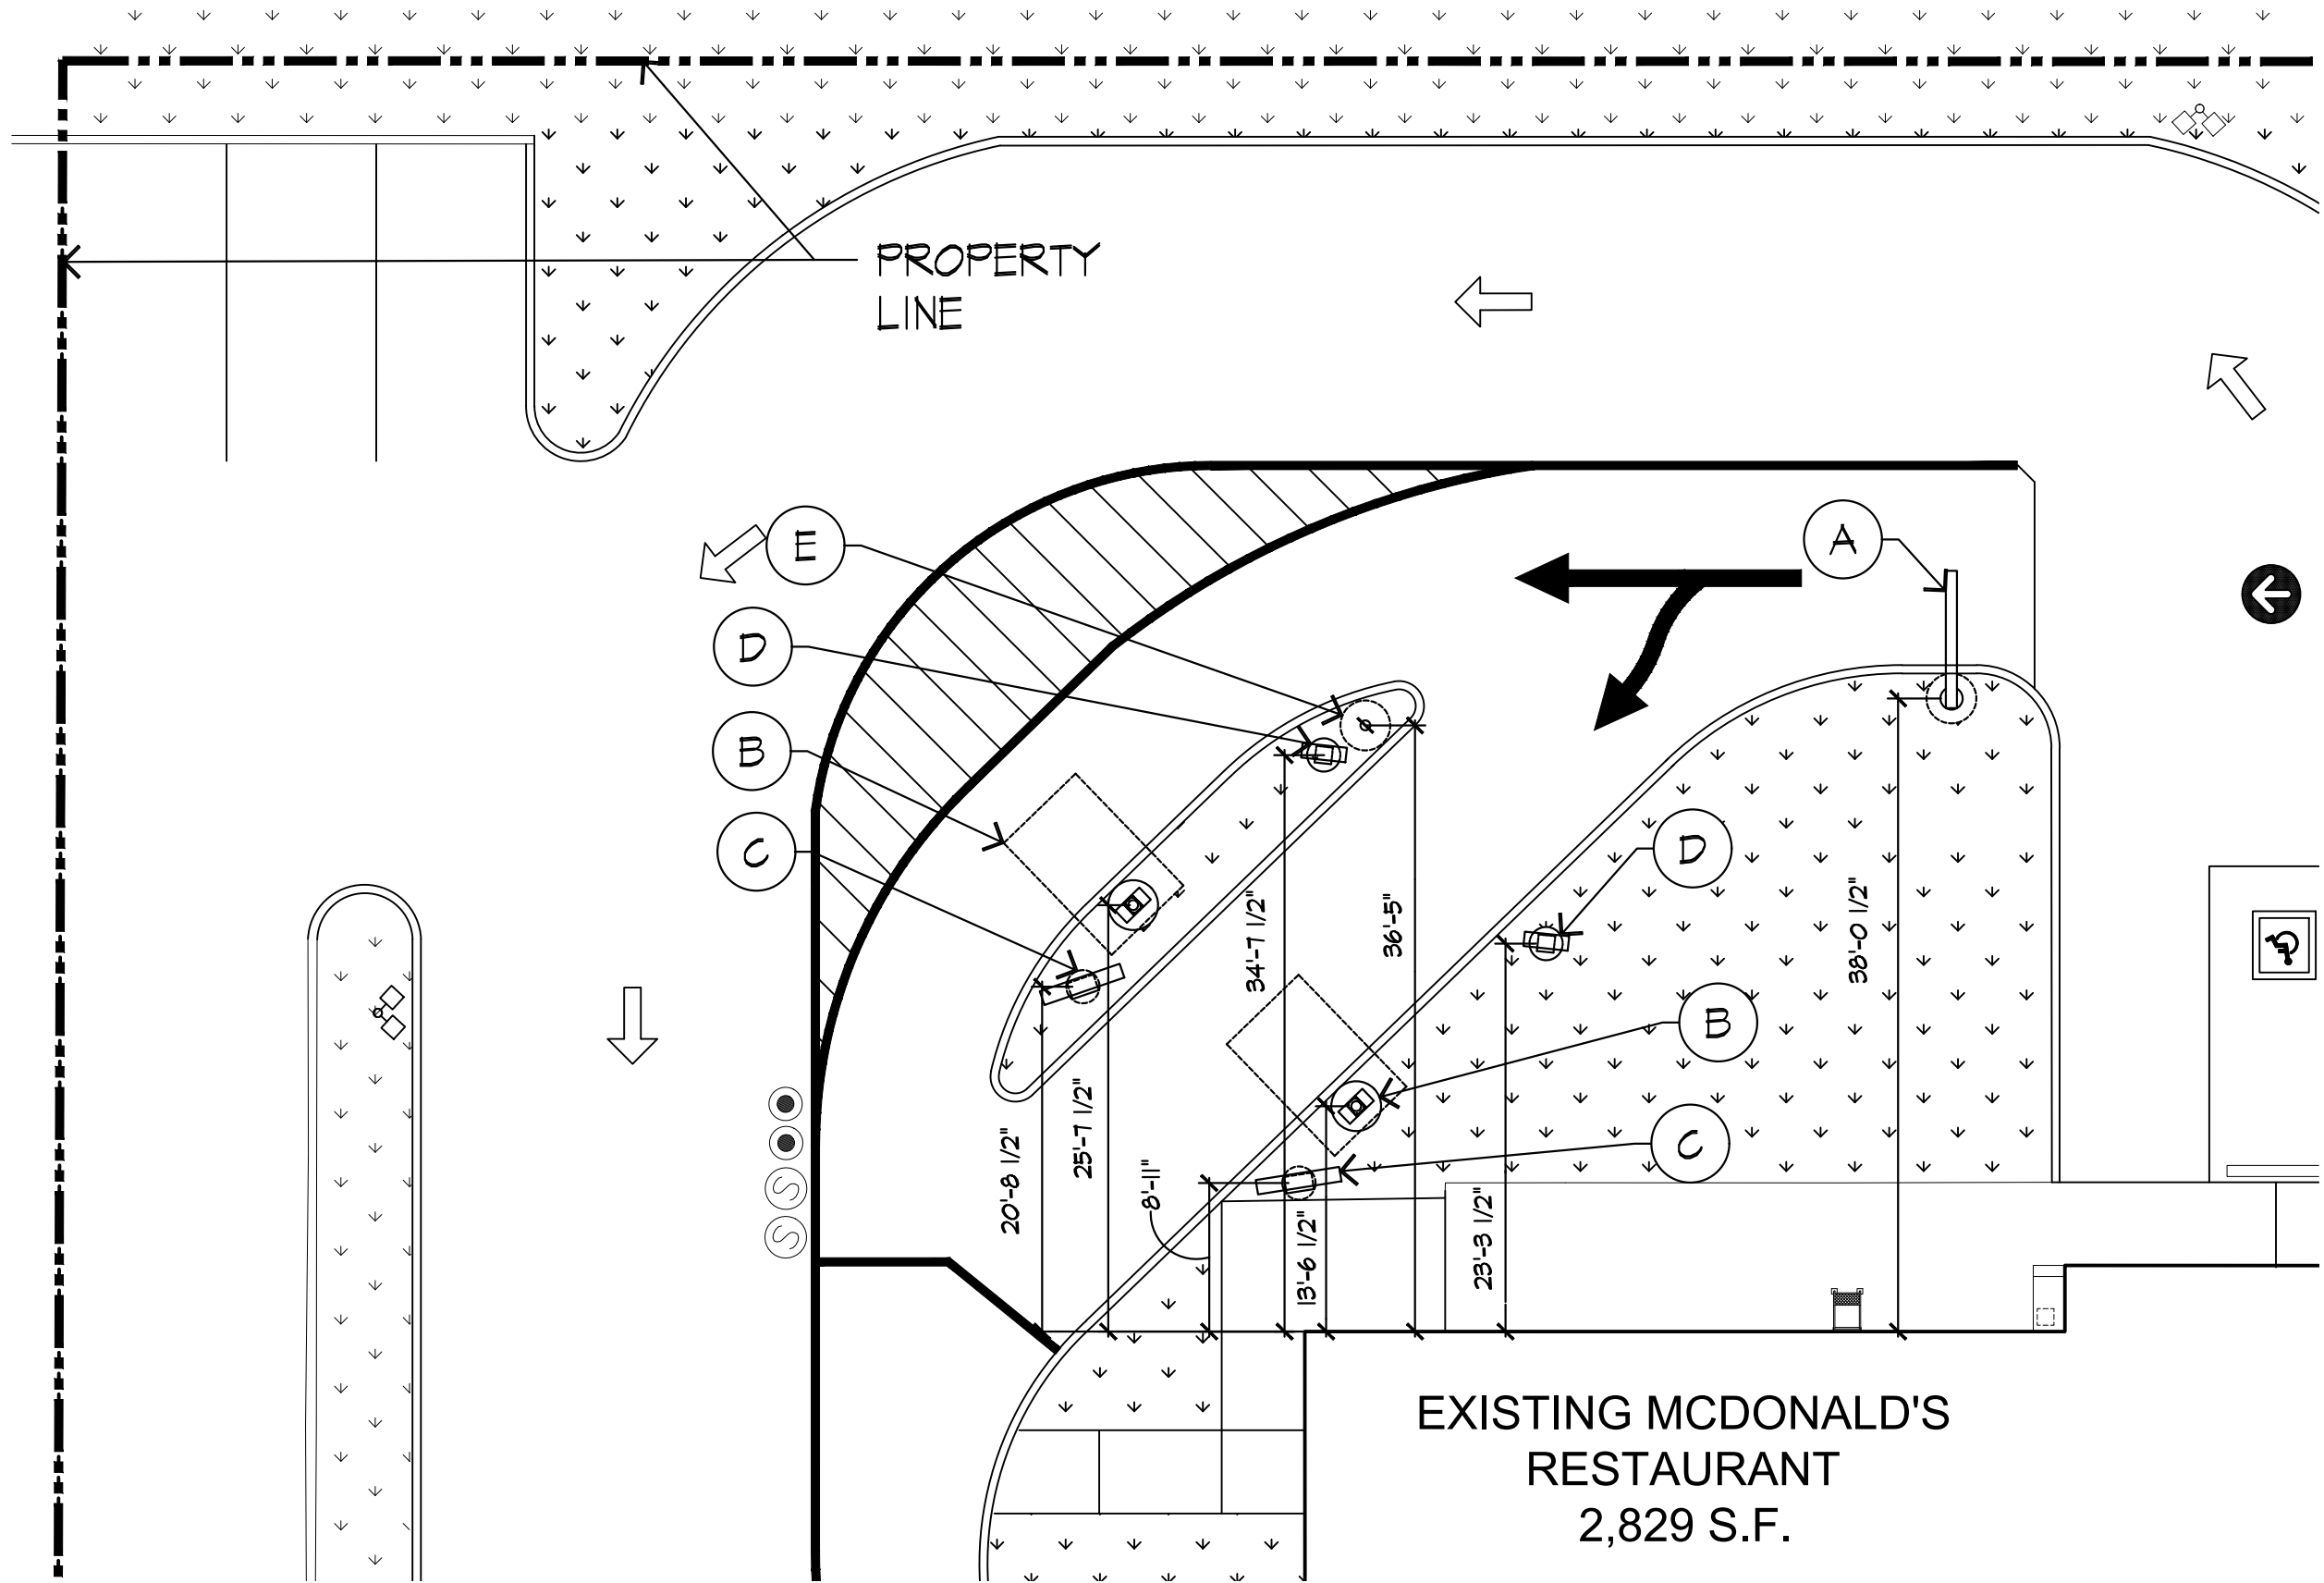 PROPERTY
LINE
E
A
D
B
D
C
34'-7 1/2"
36'-5"
38'-0 1/2"
B
25'-7 1/2"
20'-8 1/2"
8'-11"
C
S
S
13'-6 1/2"
23'-3 1/2"
EXISTING MCDONALD'S
RESTAURANT
2,829 S.F.